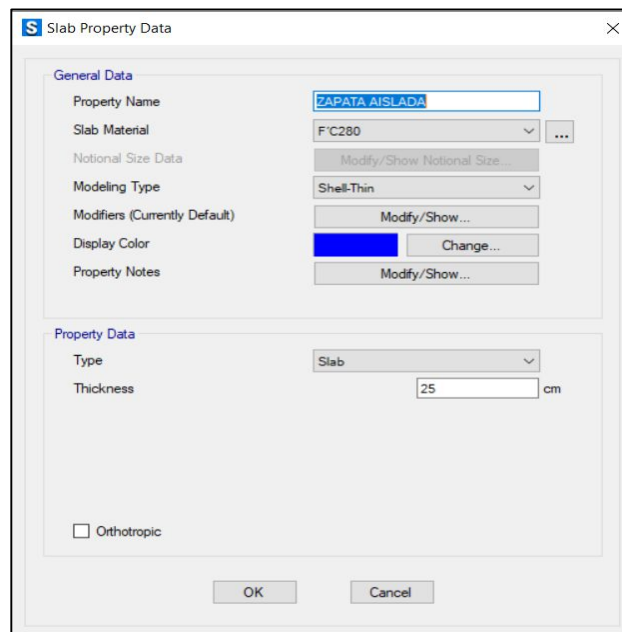 S Slab Property Data
General Data
Property Name ZAPATA AISLADA
Slab Material F'C280 ...
Notional Size Data Modify/Show Notional Size...
Modeling Type Shell-Thin
Modifiers (Currently Default) Modify/Show...
Display Color Change...
Property Notes Modify/Show...
Property Data
Type Slab
Thickness 25 cm
Orthotropic
OK Cancel